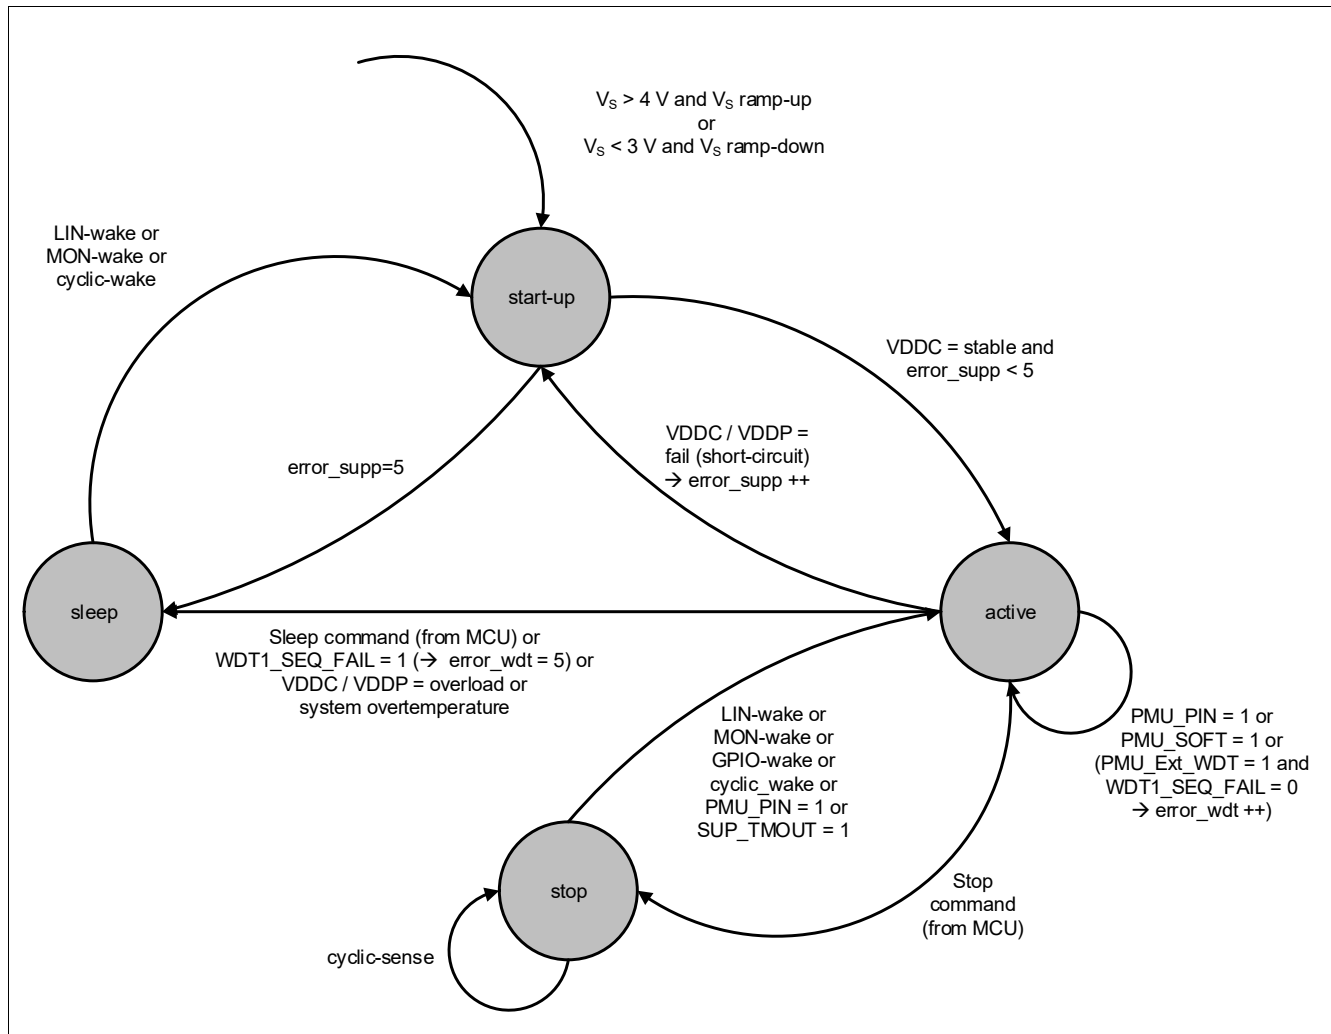 V_S > 4 V and V_S ramp-up
or
V_S < 3 V and V_S ramp-down
LIN-wake or
MON-wake or
cyclic-wake
start-up
VDDC = stable and
error_supp < 5
VDDC / VDDP =
fail (short-circuit)
→ error_supp ++
error_supp=5
sleep
active
Sleep command (from MCU) or
WDT1_SEQ_FAIL = 1 (→ error_wdt = 5) or
VDDC / VDDP = overload or
system overtemperature
LIN-wake or
MON-wake or
GPIO-wake or
cyclic_wake or
PMU_PIN = 1 or
SUP_TMOUT = 1
PMU_PIN = 1 or
PMU_SOFT = 1 or
(PMU_Ext_WDT = 1 and
WDT1_SEQ_FAIL = 0
→ error_wdt ++)
stop
Stop
command
(from MCU)
cyclic-sense